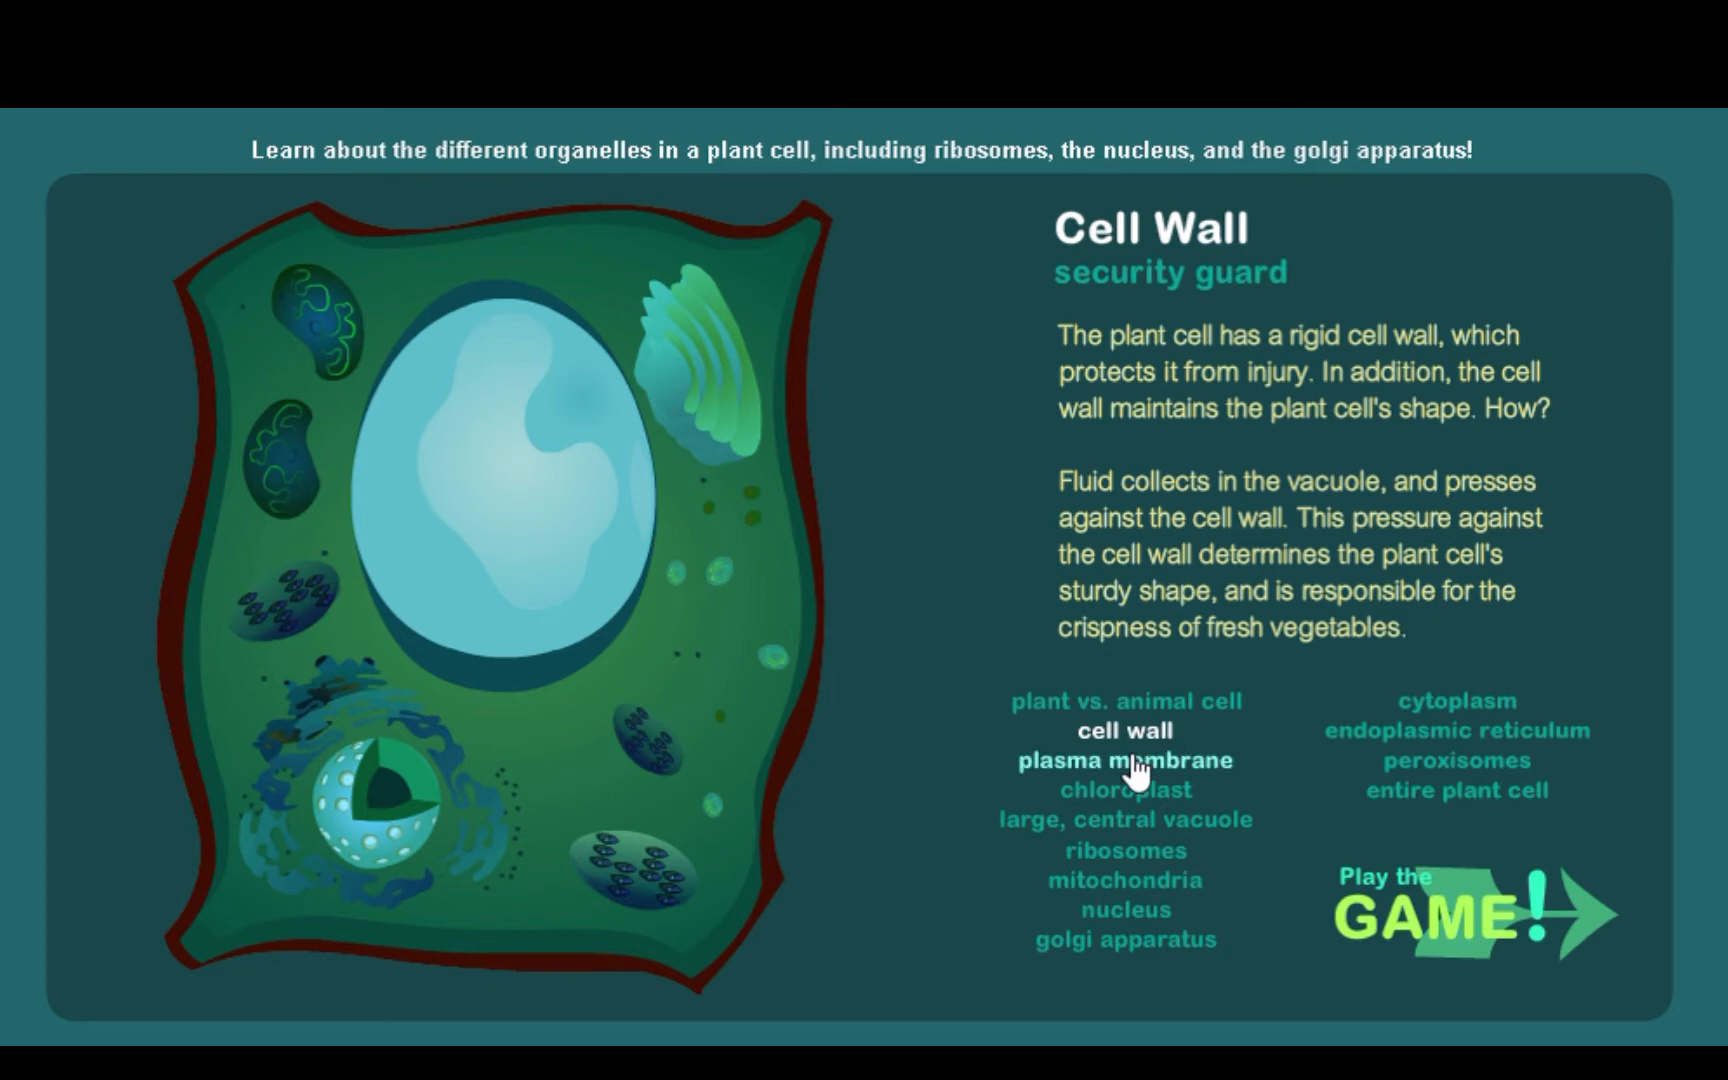 Learn about the different organelles in a plant cell, including ribosomes, the nucleus, and the golgi apparatus!
Cell Wall
security guard
The plant cell has a rigid cell wall, which
protects it from injury. In addition, the cell
wall maintains the plant cell's shape. How?
Fluid collects in the vacuole, and presses
against the cell wall. This pressure against
the cell wall determines the plant cell's
sturdy shape, and is responsible for the
crispness of fresh vegetables.
plant vs. animal cell
cell wall
plasma membrane
chloroplast
large, central vacuole
ribosomes
mitochondria
nucleus
golgi apparatus
cytoplasm
endoplasmic reticulum
peroxisomes
entire plant cell
Play the
GAME!